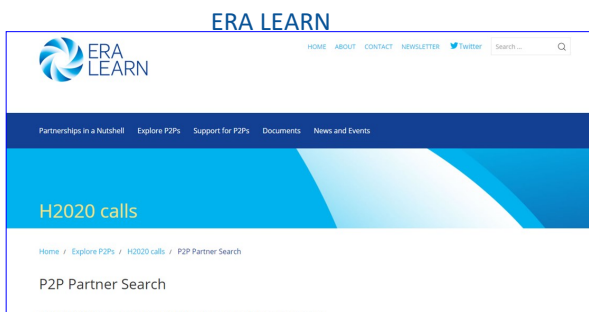 ERA LEARN
ERA
LEARN
HOME ABOUT CONTACT NEWSLETTER Twitter Search ...
Partnerships in a Nutshell Explore P2Ps Support for P2Ps Documents News and Events
H2020 calls
Home / Explore P2Ps / H2020 calls / P2P Partner Search
P2P Partner Search